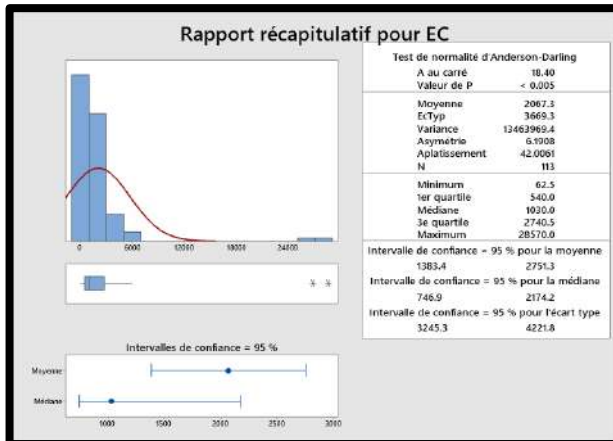 Rapport récapitulatif pour EC
Test de normalité d'Anderson-Darling
A au carré 18.40
Valeur de P < 0.005
Moyenne 2067.3
EcTyp 3669.3
Variance 13463969.4
Asymétrie 6.1908
Aplatissement 42.0061
N 113
Minimum 62.5
1er quartile 540.0
Médiane 1030.0
3e quartile 2740.5
Maximum 28570.0
Intervalle de confiance = 95 % pour la moyenne
1383.4 2751.3
Intervalle de confiance = 95 % pour la médiane
746.9 2174.2
Intervalle de confiance = 95 % pour l'écart type
3245.3 4221.8
0 6000 12000 18000 24000
Intervalles de confiance = 95 %
Moyenne
Médiane
1000 1500 2000 2500 3000